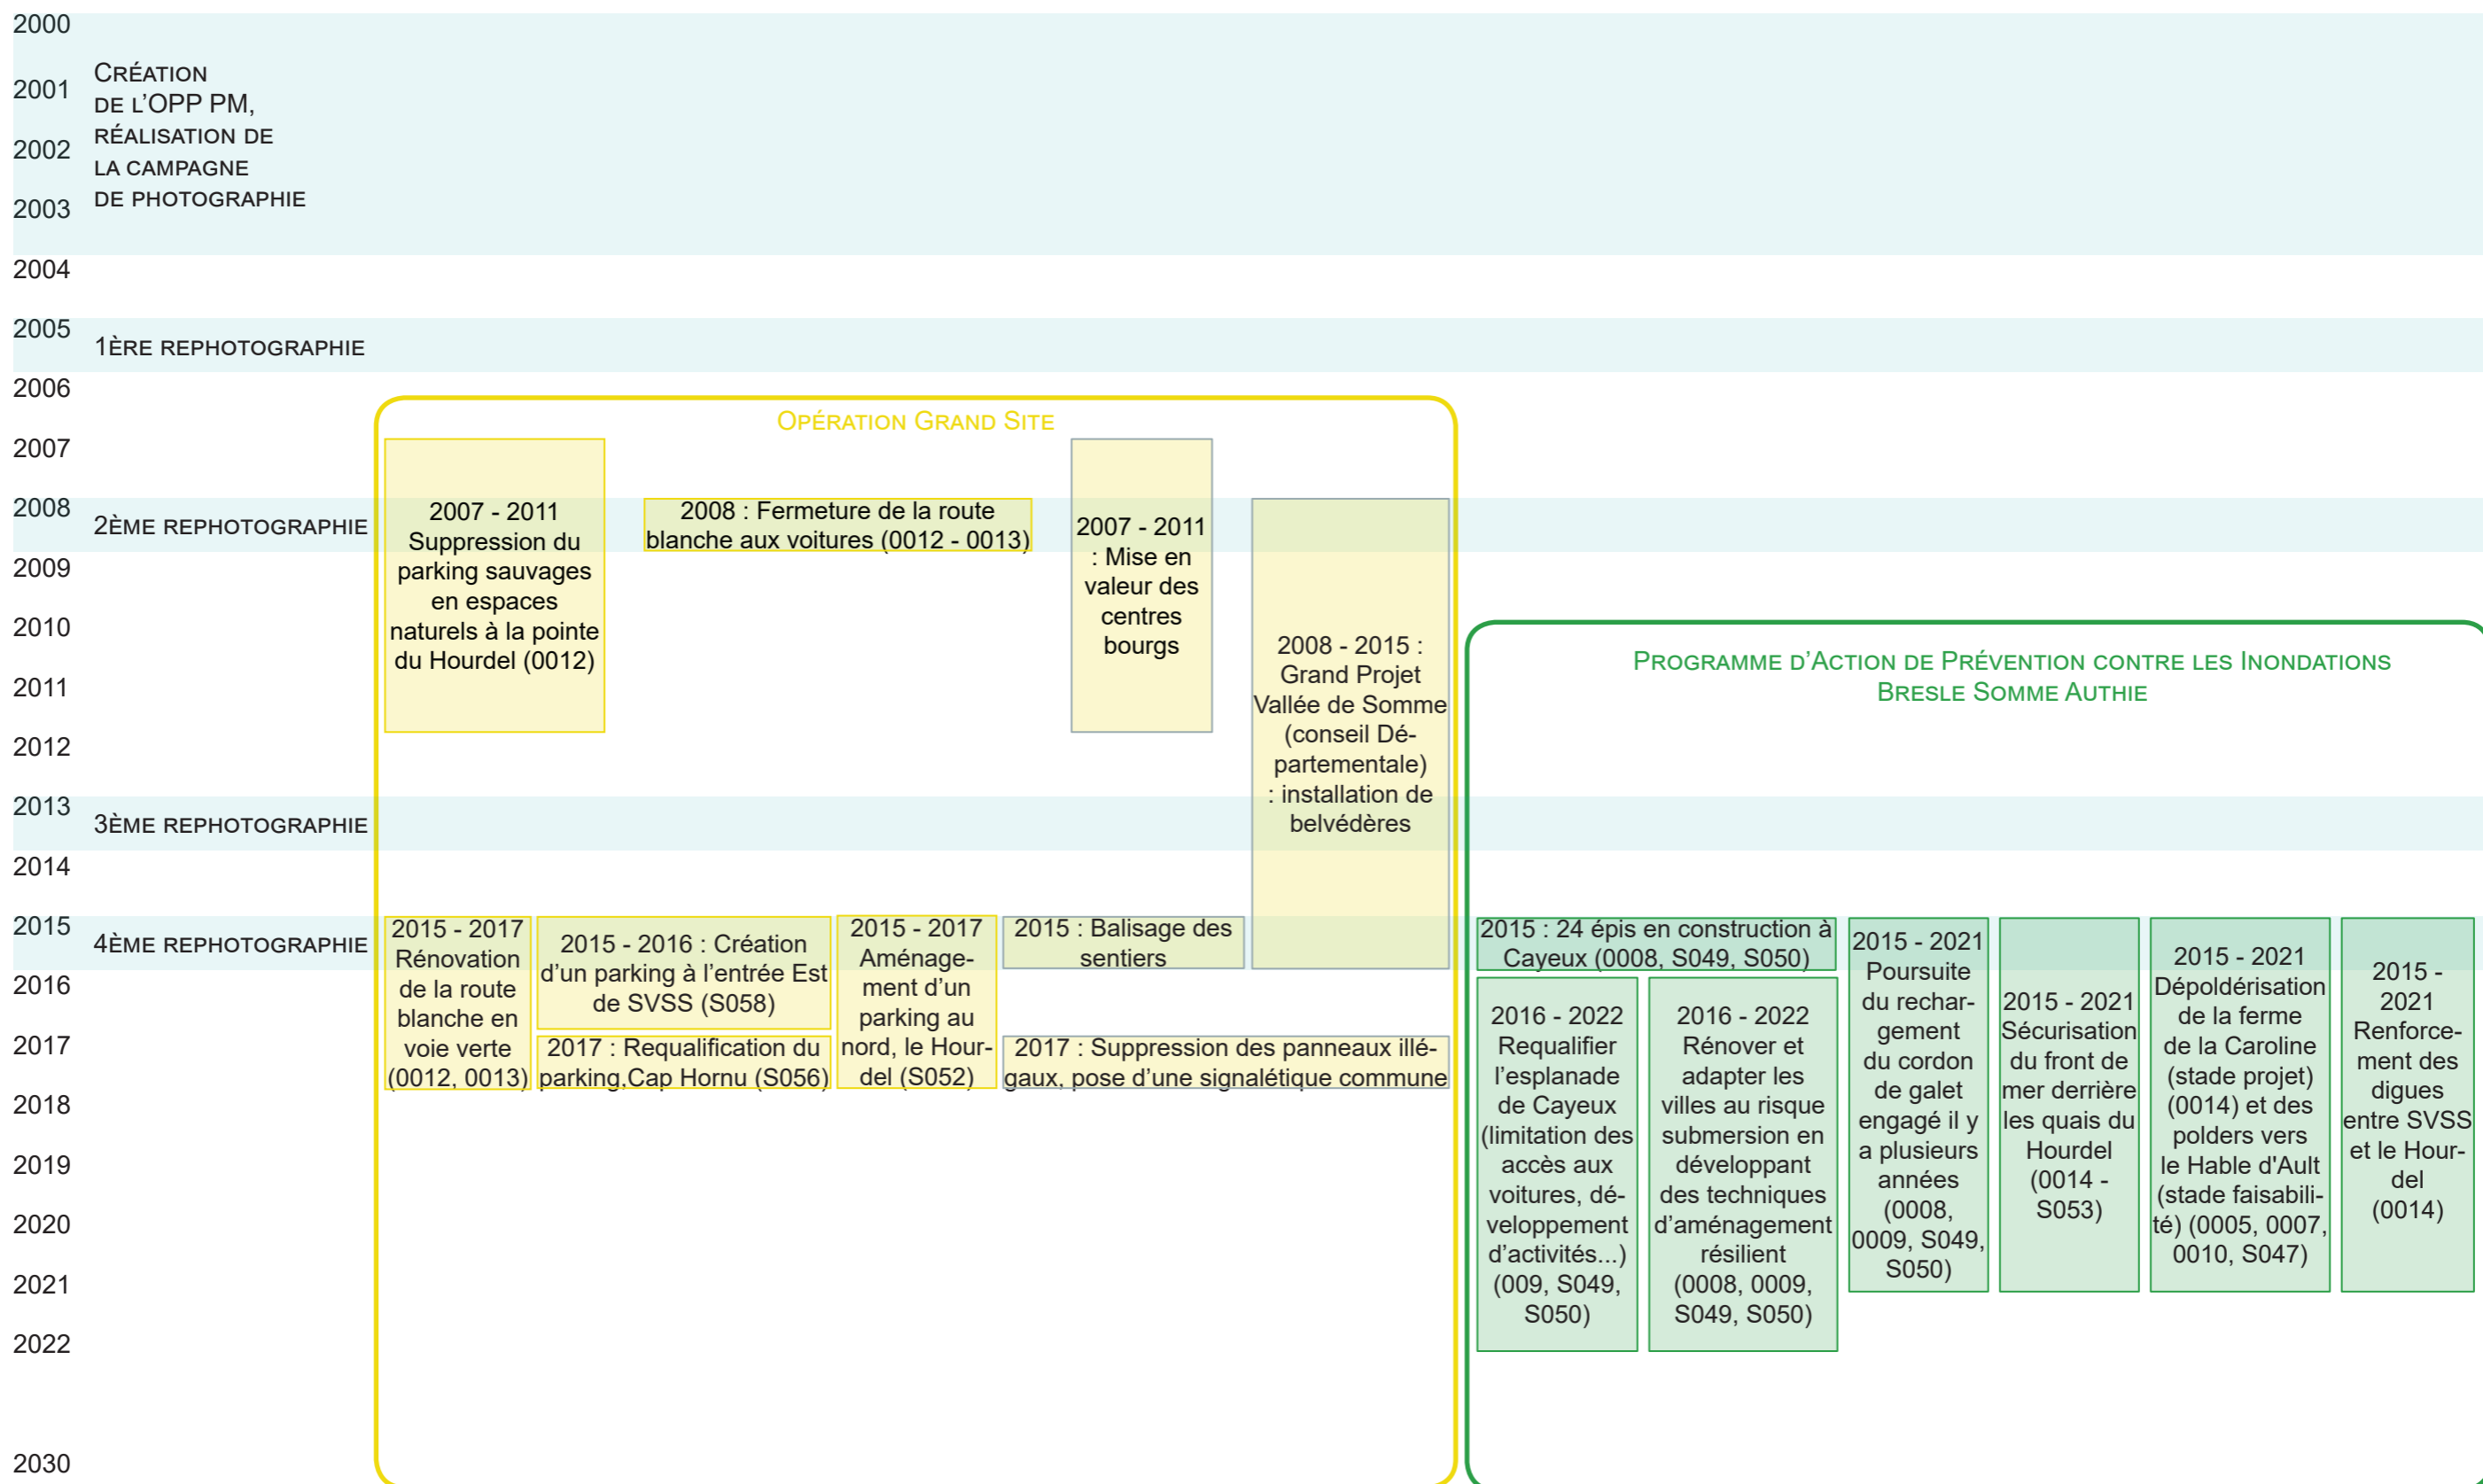 2000
2001
2002
2003
2004
2005
2006
2007
2008
2009
2010
2011
2012
2013
2014
2015
2016
2017
2018
2019
2020
2021
2022
2030
Création
de l'OPP PM,
réalisation de
la campagne
de photographie
1ère rephotographie
2ème rephotographie
3ème rephotographie
4ème rephotographie
Opération Grand Site
2007 - 2011
Suppression du
parking sauvages
en espaces
naturels à la pointe
du Hourdel (0012)
2008 : Fermeture de la route
blanche aux voitures (0012 - 0013)
2007 - 2011
: Mise en
valeur des
centres
bourgs
2008 - 2015 :
Grand Projet
Vallée de Somme
(conseil Dé-
partementale)
: installation de
belvédères
2015 - 2017
Rénovation
de la route
blanche en
voie verte
(0012, 0013)
2015 - 2016 : Création
d'un parking à l'entrée Est
de SVSS (S058)
2017 : Requalification du
parking,Cap Hornu (S056)
2015 - 2017
Aménage-
ment d'un
parking au
nord, le Hour-
del (S052)
2015 : Balisage des
sentiers
2017 : Suppression des panneaux illé-
gaux, pose d'une signalétique commune
Programme d'Action de Prévention contre les Inondations
Bresle Somme Authie
2015 : 24 épis en construction à
Cayeux (0008, S049, S050)
2016 - 2022
Requalifier
l'esplanade
de Cayeux
(limitation des
accès aux
voitures, dé-
veloppement
d'activités...)
(009, S049,
S050)
2016 - 2022
Rénover et
adapter les
villes au risque
submersion en
développant
des techniques
d'aménagement
résilient
(0008, 0009,
S049, S050)
2015 - 2021
Poursuite
du rechar-
gement
du cordon
de galet
engagé il y
a plusieurs
années
(0008,
0009, S049,
S050)
2015 - 2021
Sécurisation
du front de
mer derrière
les quais du
Hourdel
(0014 -
S053)
2015 - 2021
Dépoldérisation
de la ferme
de la Caroline
(stade projet)
(0014) et des
polders vers
le Hable d'Ault
(stade faisabili-
té) (0005, 0007,
0010, S047)
2015 -
2021
Renforce-
ment des
digues
entre SVSS
et le Hour-
del
(0014)